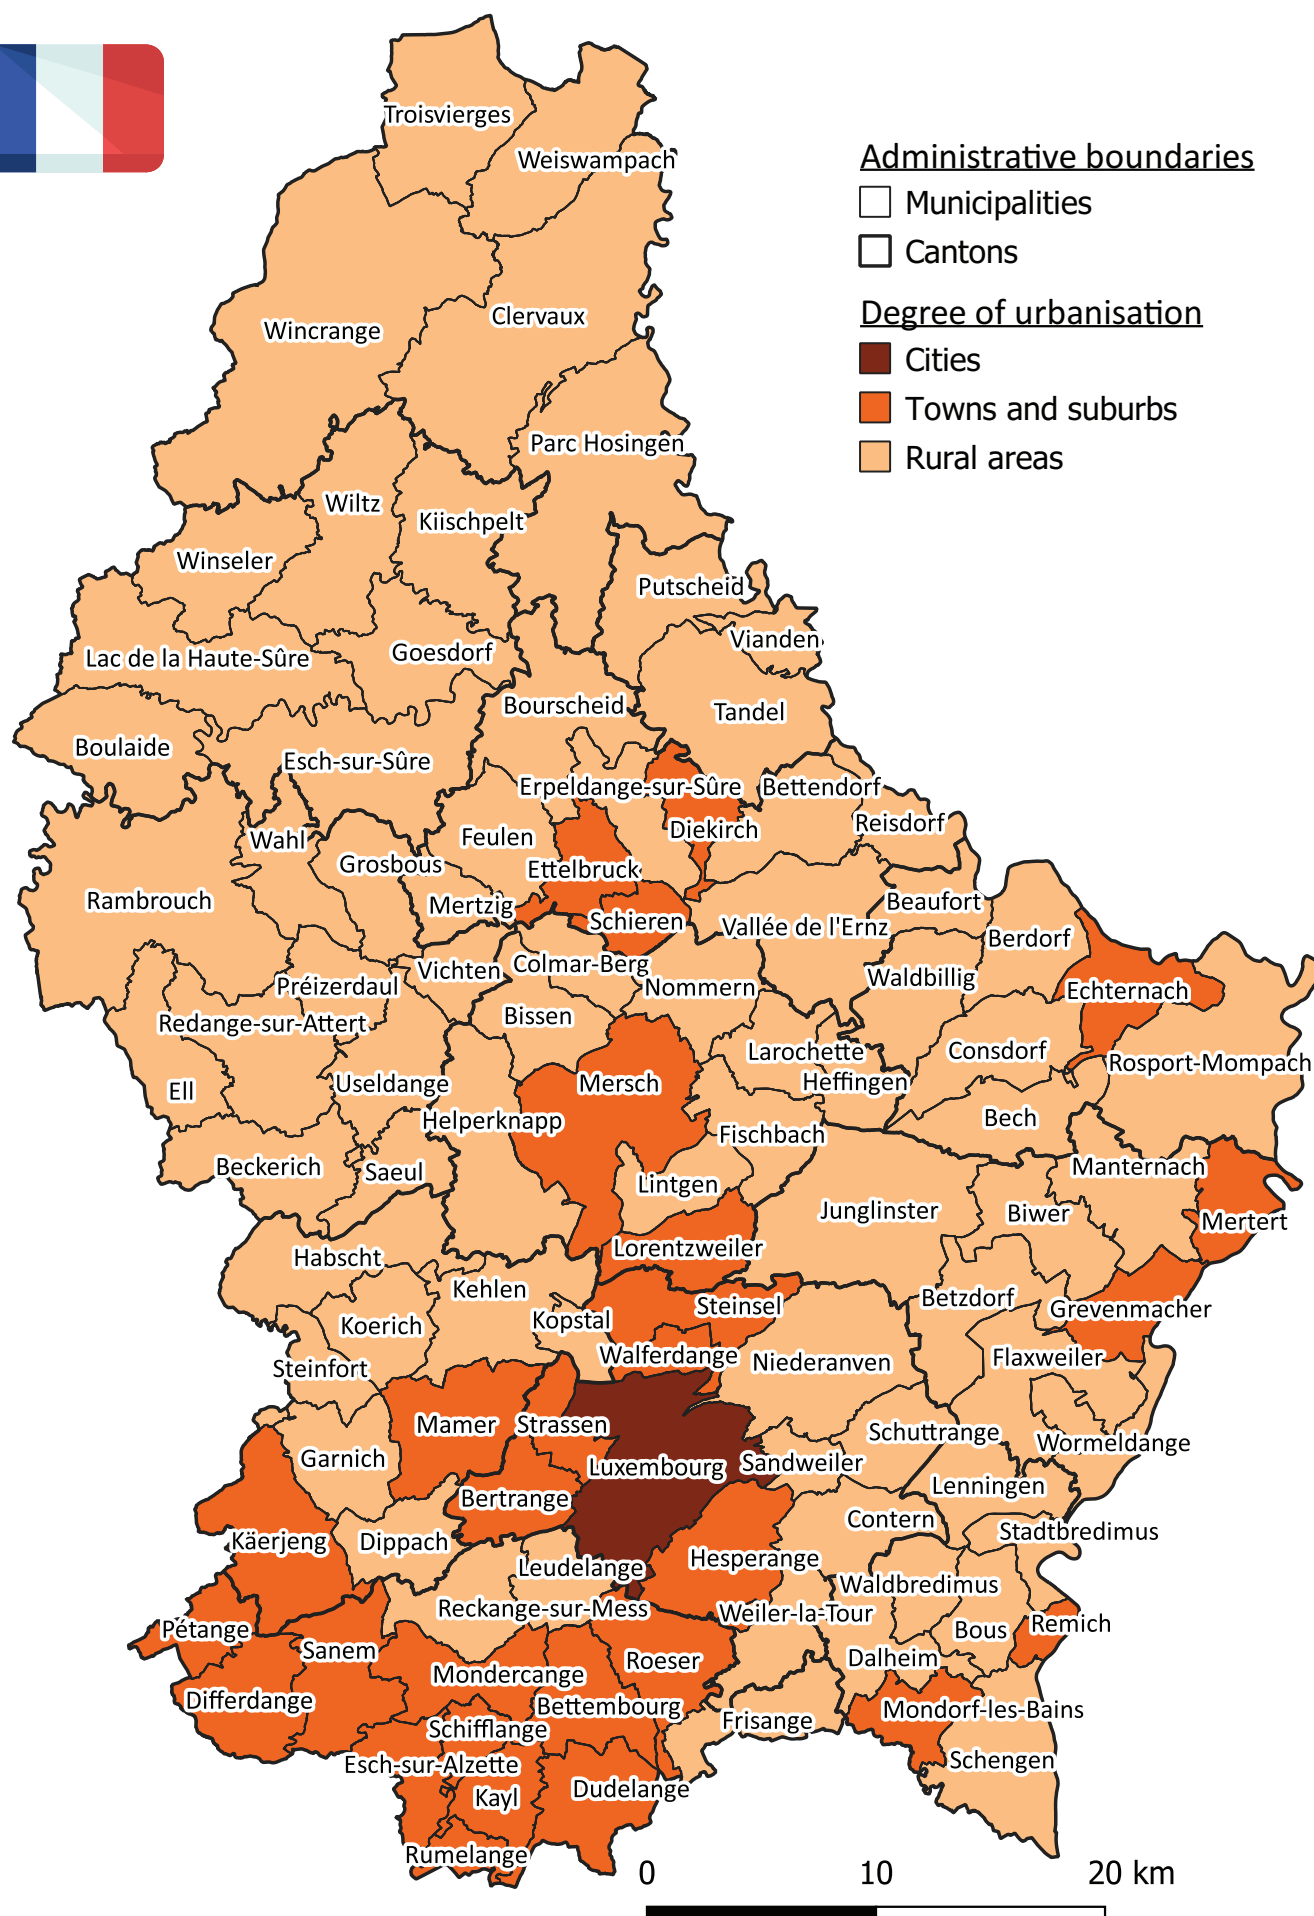 Troisvierges
Weiswampach
Administrative boundaries
Municipalities
Cantons
Degree of urbanisation
Cities
Towns and suburbs
Rural areas
Clervaux
Wincrange
Parc Hosingen
Wiltz
Kiischpelt
Winseler
Putscheid
Vianden
Lac de la Haute-Sûre
Goesdorf
Bourscheid
Tandel
Boulaide
Esch-sur-Sûre
Erpeldange-sur-Sûre
Bettendorf
Reisdorf
Diekirch
Wahl
Feulen
Grosbous
Ettelbruck
Rambrouch
Mertzig
Beaufort
Schieren
Vallée de l'Ernz
Berdorf
Colmar-Berg
Vichten
Waldbillig
Préizerdaul
Nommern
Echternach
Bissen
Redange-sur-Attert
Larochette
Consdorf
Rosport-Mompach
Ell
Useldange
Mersch
Heffingen
Helperknapp
Bech
Fischbach
Beckerich
Saeul
Manternach
Lintgen
Junglinster
Biwer
Mertert
Habscht
Lorentzweiler
Kehlen
Betzdorf
Steinsel
Grevenmacher
Koerich
Kopstal
Walferdange
Niederanven
Flaxweiler
Steinfort
Mamer
Strassen
Schuttrange
Wormeldange
Garnich
Luxembourg
Sandweiler
Lenningen
Bertrange
Contern
Stadtbredimus
Käerjeng
Dippach
Leudelange
Hesperange
Waldbredimus
Reckange-sur-Mess
Weiler-la-Tour
Remich
Pétange
Bous
Sanem
Roeser
Dalheim
Mondercange
Differdange
Bettembourg
Mondorf-les-Bains
Frisange
Schifflange
Schengen
Esch-sur-Alzette
Dudelange
Kayl
Rumelange
0 10 20 km